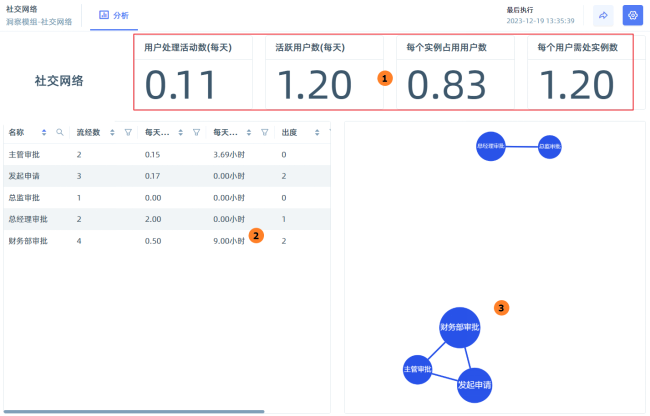 社交网络
洞察模组-社交网络
分析
最后执行
2023-12-19 13:35:39
社交网络
用户处理活动数(每天)
0.11
活跃用户数(每天)
1.20
每个实例占用用户数
0.83
每个用户需处实例数
1.20
1
名称 流经数 每天... 每天... 出度
主管审批 2 0.15 3.69小时 0
发起申请 3 0.17 0.00小时 2
总监审批 1 0.00 0.00小时 0
总经理审批 2 2.00 0.00小时 1
财务部审批 4 0.50 9.00小时 2
2
总经理审批
总监审批
3
财务部审批
主管审批
发起申请